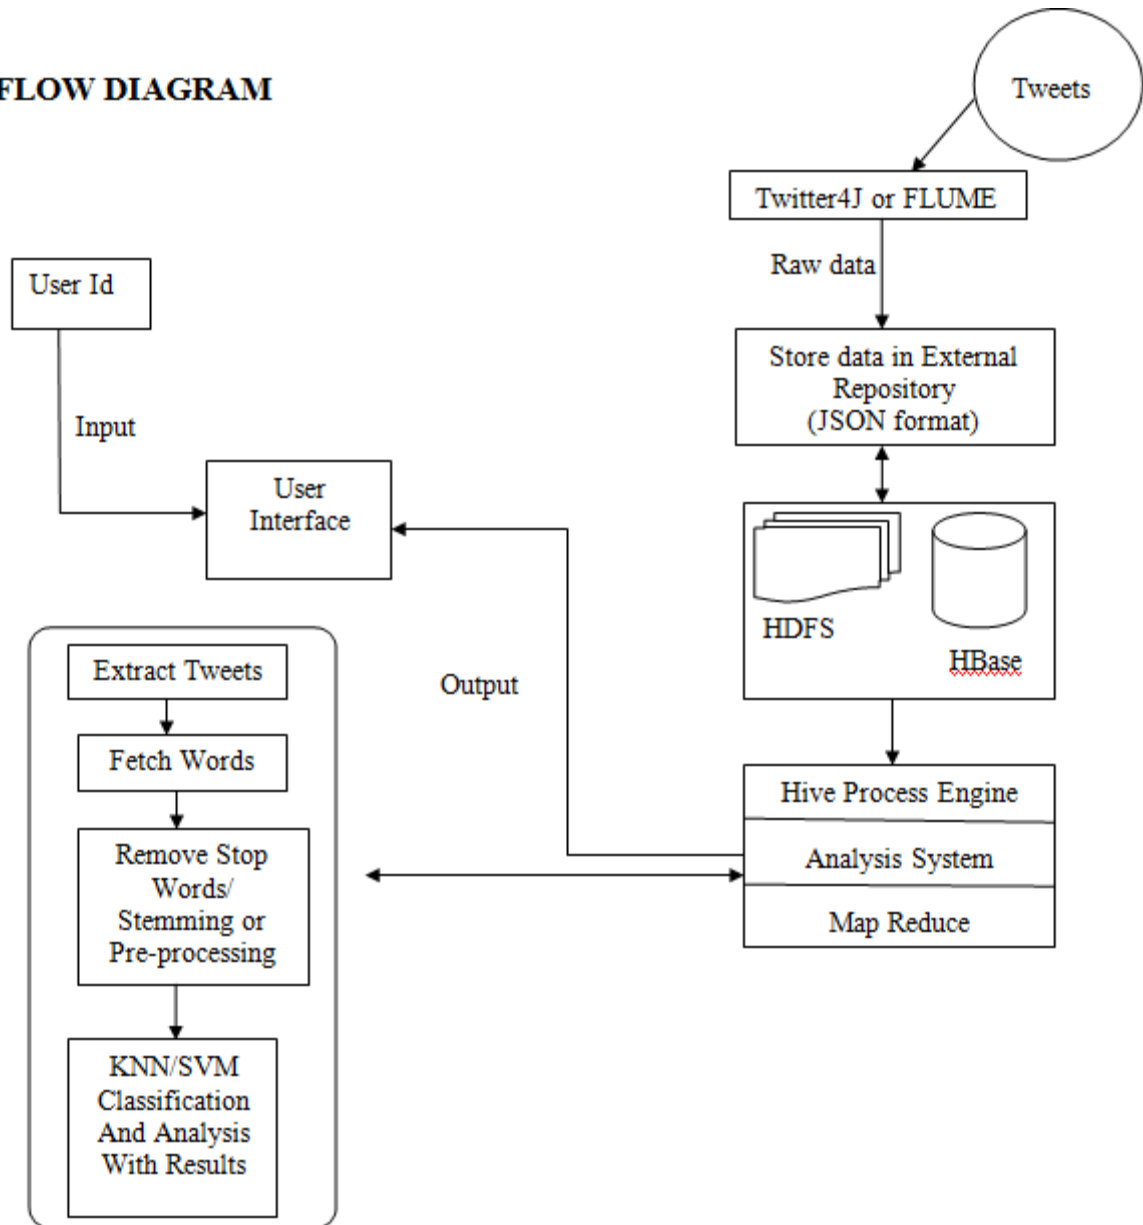 FLOW DIAGRAM
Tweets
Twitter4J or FLUME
Raw data
User Id
Store data in External
Repository
(JSON format)
Input
User
Interface
HDFS
HBase
Extract Tweets
Output
Fetch Words
Hive Process Engine
Remove Stop
Words/
Stemming or
Pre-processing
Analysis System
Map Reduce
KNN/SVM
Classification
And Analysis
With Results